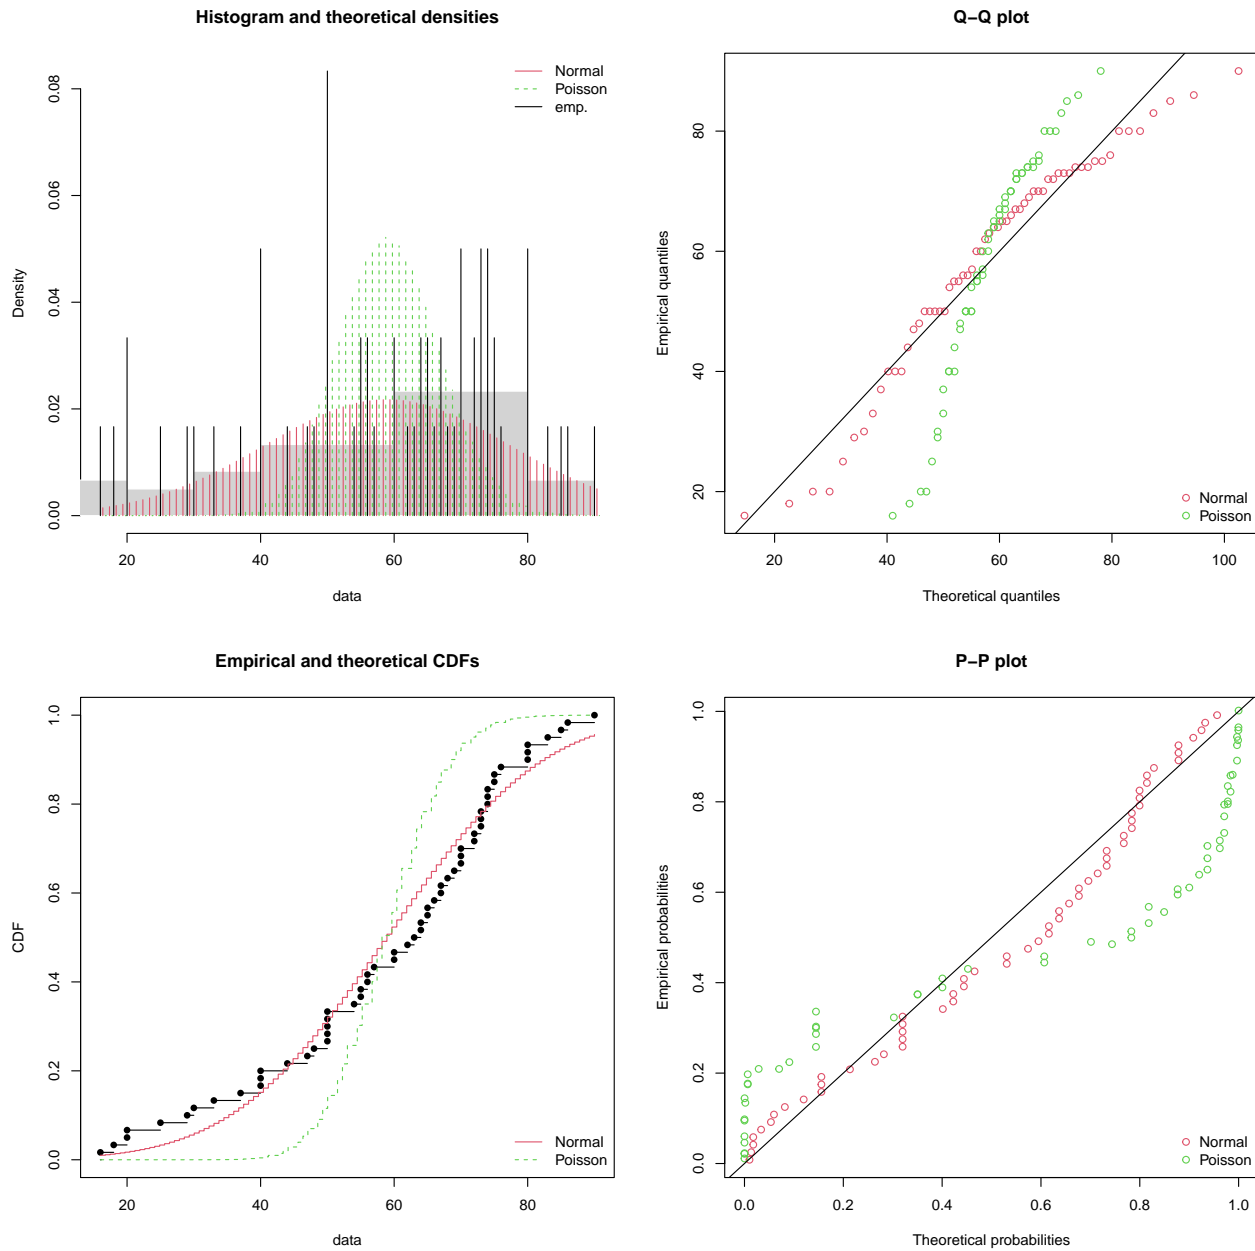 Histogram and theoretical densities
Normal
Poisson
emp.
Density
0.00
0.02
0.04
0.06
0.08
20 40 60 80
data
Q−Q plot
Empirical quantiles
20
40
60
80
Normal
Poisson
20 40 60 80 100
Theoretical quantiles
Empirical and theoretical CDFs
CDF
0.0
0.2
0.4
0.6
0.8
1.0
Normal
Poisson
20 40 60 80
data
P−P plot
Empirical probabilities
0.0
0.2
0.4
0.6
0.8
1.0
Normal
Poisson
0.0 0.2 0.4 0.6 0.8 1.0
Theoretical probabilities